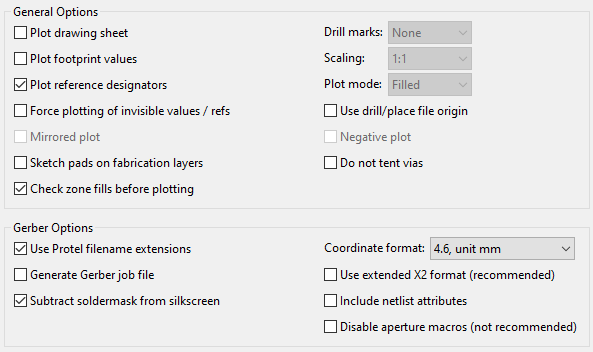 General Options
Plot drawing sheet
Drill marks: None
Plot footprint values
Scaling: 1:1
Plot reference designators
Plot mode: Filled
Force plotting of invisible values / refs
Use drill/place file origin
Mirrored plot
Negative plot
Sketch pads on fabrication layers
Do not tent vias
Check zone fills before plotting
Gerber Options
Use Protel filename extensions
Coordinate format: 4.6, unit mm
Generate Gerber job file
Use extended X2 format (recommended)
Subtract soldermask from silkscreen
Include netlist attributes
Disable aperture macros (not recommended)